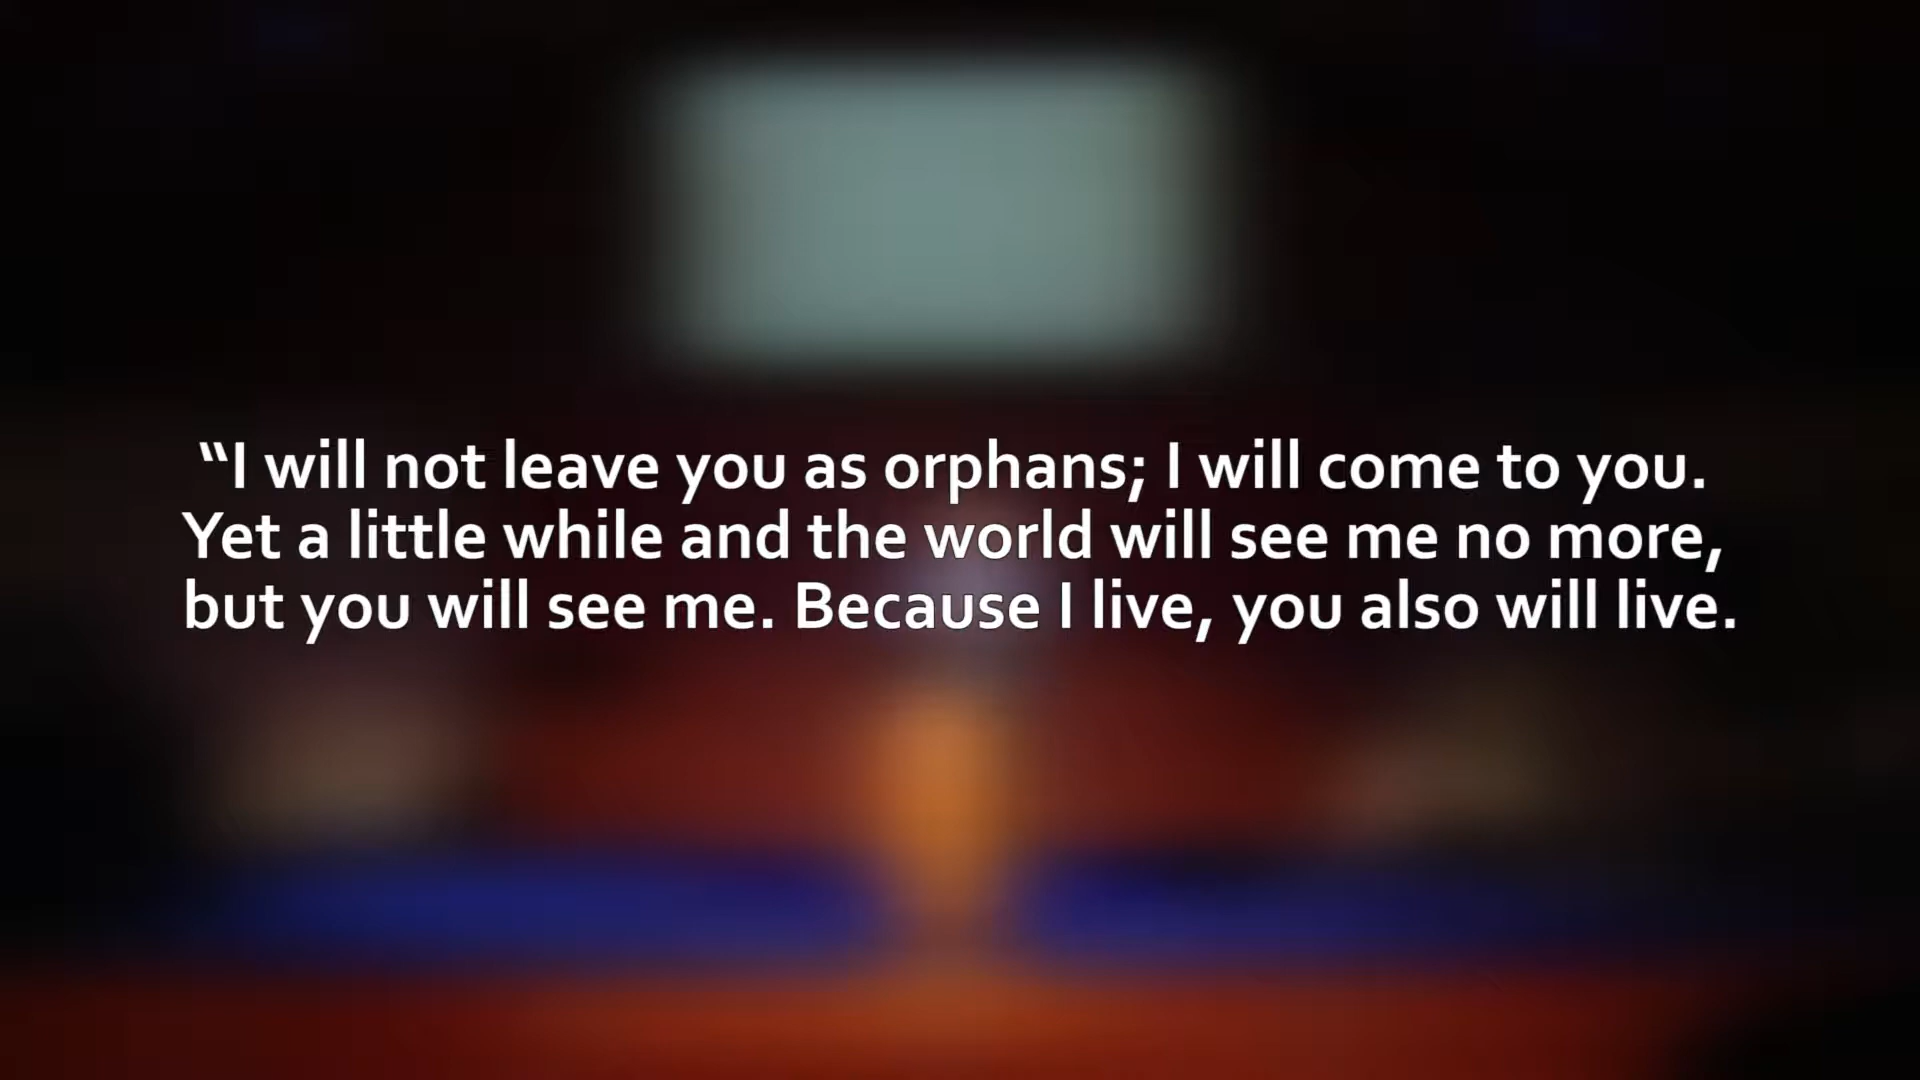 “I will not leave you as orphans; I will come to you.
Yet a little while and the world will see me no more,
but you will see me. Because I live, you also will live.